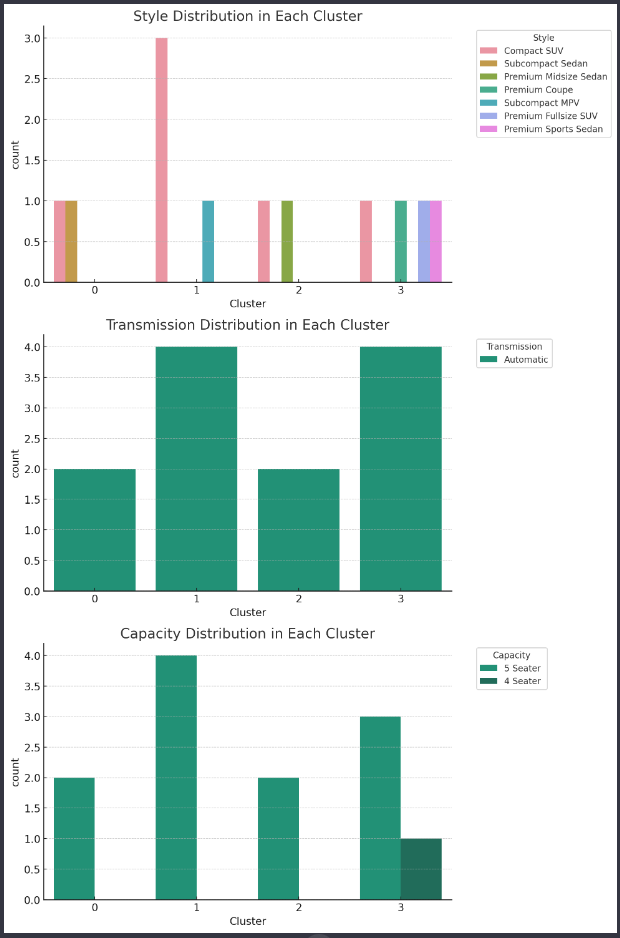 Style Distribution in Each Cluster
3.0
2.5
2.0
1.5
1.0
0.5
0.0
count
0 1 2 3
Cluster
Style
Compact SUV
Subcompact Sedan
Premium Midsize Sedan
Premium Coupe
Subcompact MPV
Premium Fullsize SUV
Premium Sports Sedan
Transmission Distribution in Each Cluster
4.0
3.5
3.0
2.5
2.0
1.5
1.0
0.5
0.0
count
0 1 2 3
Cluster
Transmission
Automatic
Capacity Distribution in Each Cluster
4.0
3.5
3.0
2.5
2.0
1.5
1.0
0.5
0.0
count
0 1 2 3
Cluster
Capacity
5 Seater
4 Seater